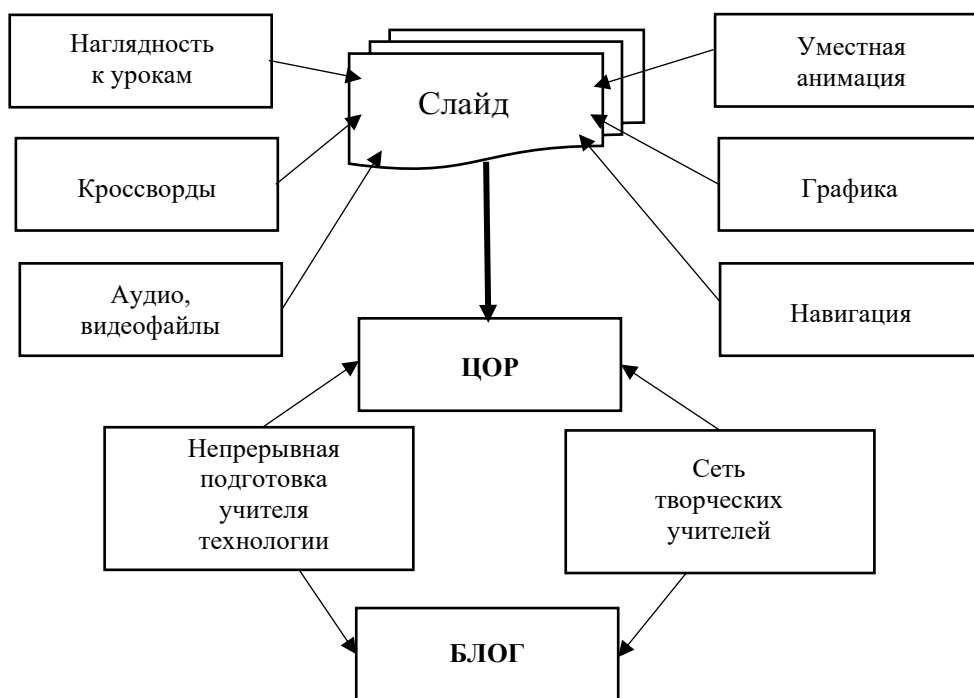 Наглядность
к урокам
Слайд
Уместная
анимация
Кроссворды
Графика
Аудио,
видеофайлы
Навигация
ЦОР
Непрерывная
подготовка
учителя
технологии
Сеть
творческих
учителей
БЛОГ